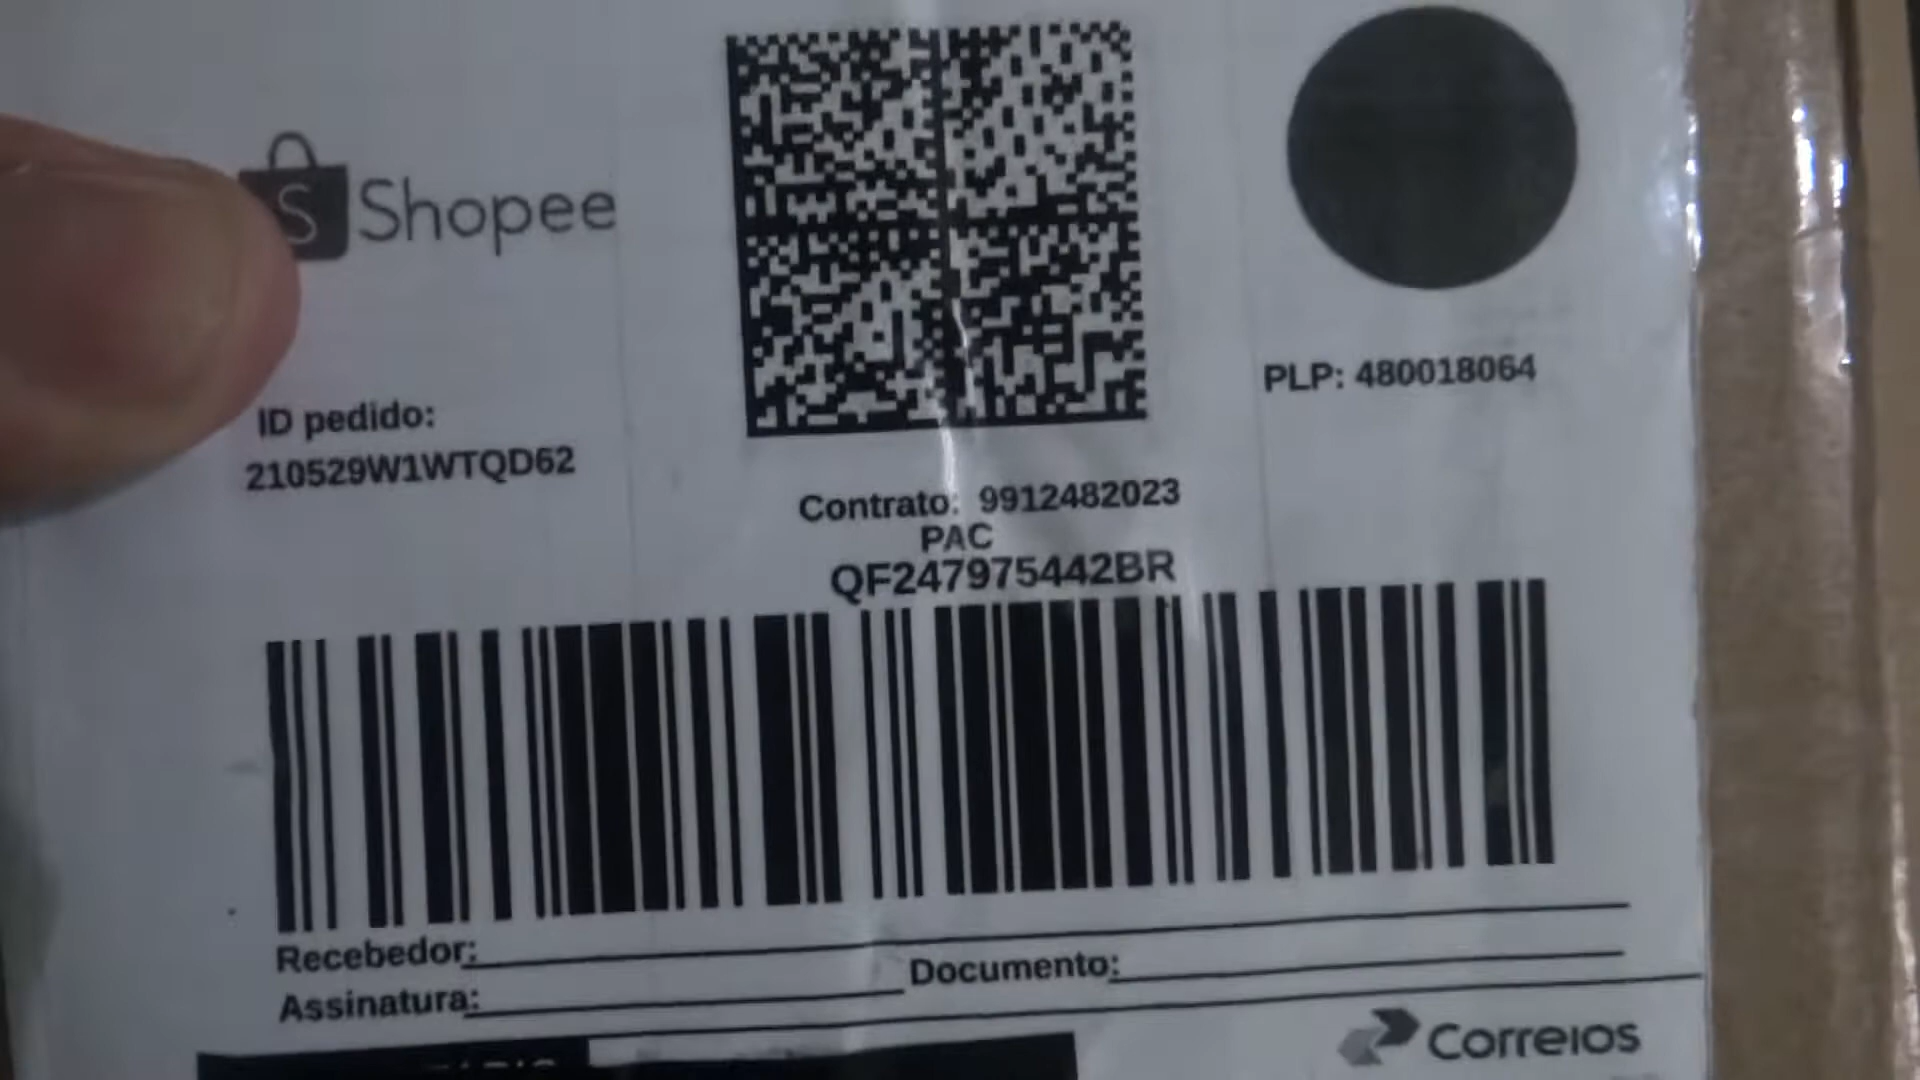 Shopee
ID pedido:
210529W1WTQD62
PLP: 480018064
Contrato: 9912482023
PAC
QF247975442BR
Recebedor:
Documento:
Assinatura:
Correios